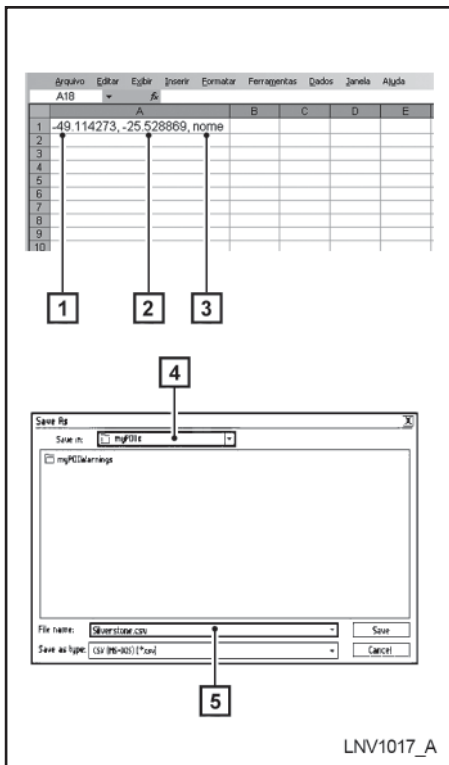 Arquivo Editar Exibir Inserir Formatar Ferramentas Dados Janela Ajuda
A18 fx
A B C D E
1 -49.114273, -25.528869, nome
2
3
4
5
6
7
8
9
10
1 2 3
4
Save As X
Save in: myPOIs
myPOIWarnings
File name: Silverstone.csv Save
Save as type: CSV (MS-DOS) (*.csv) Cancel
5
LNV1017_A